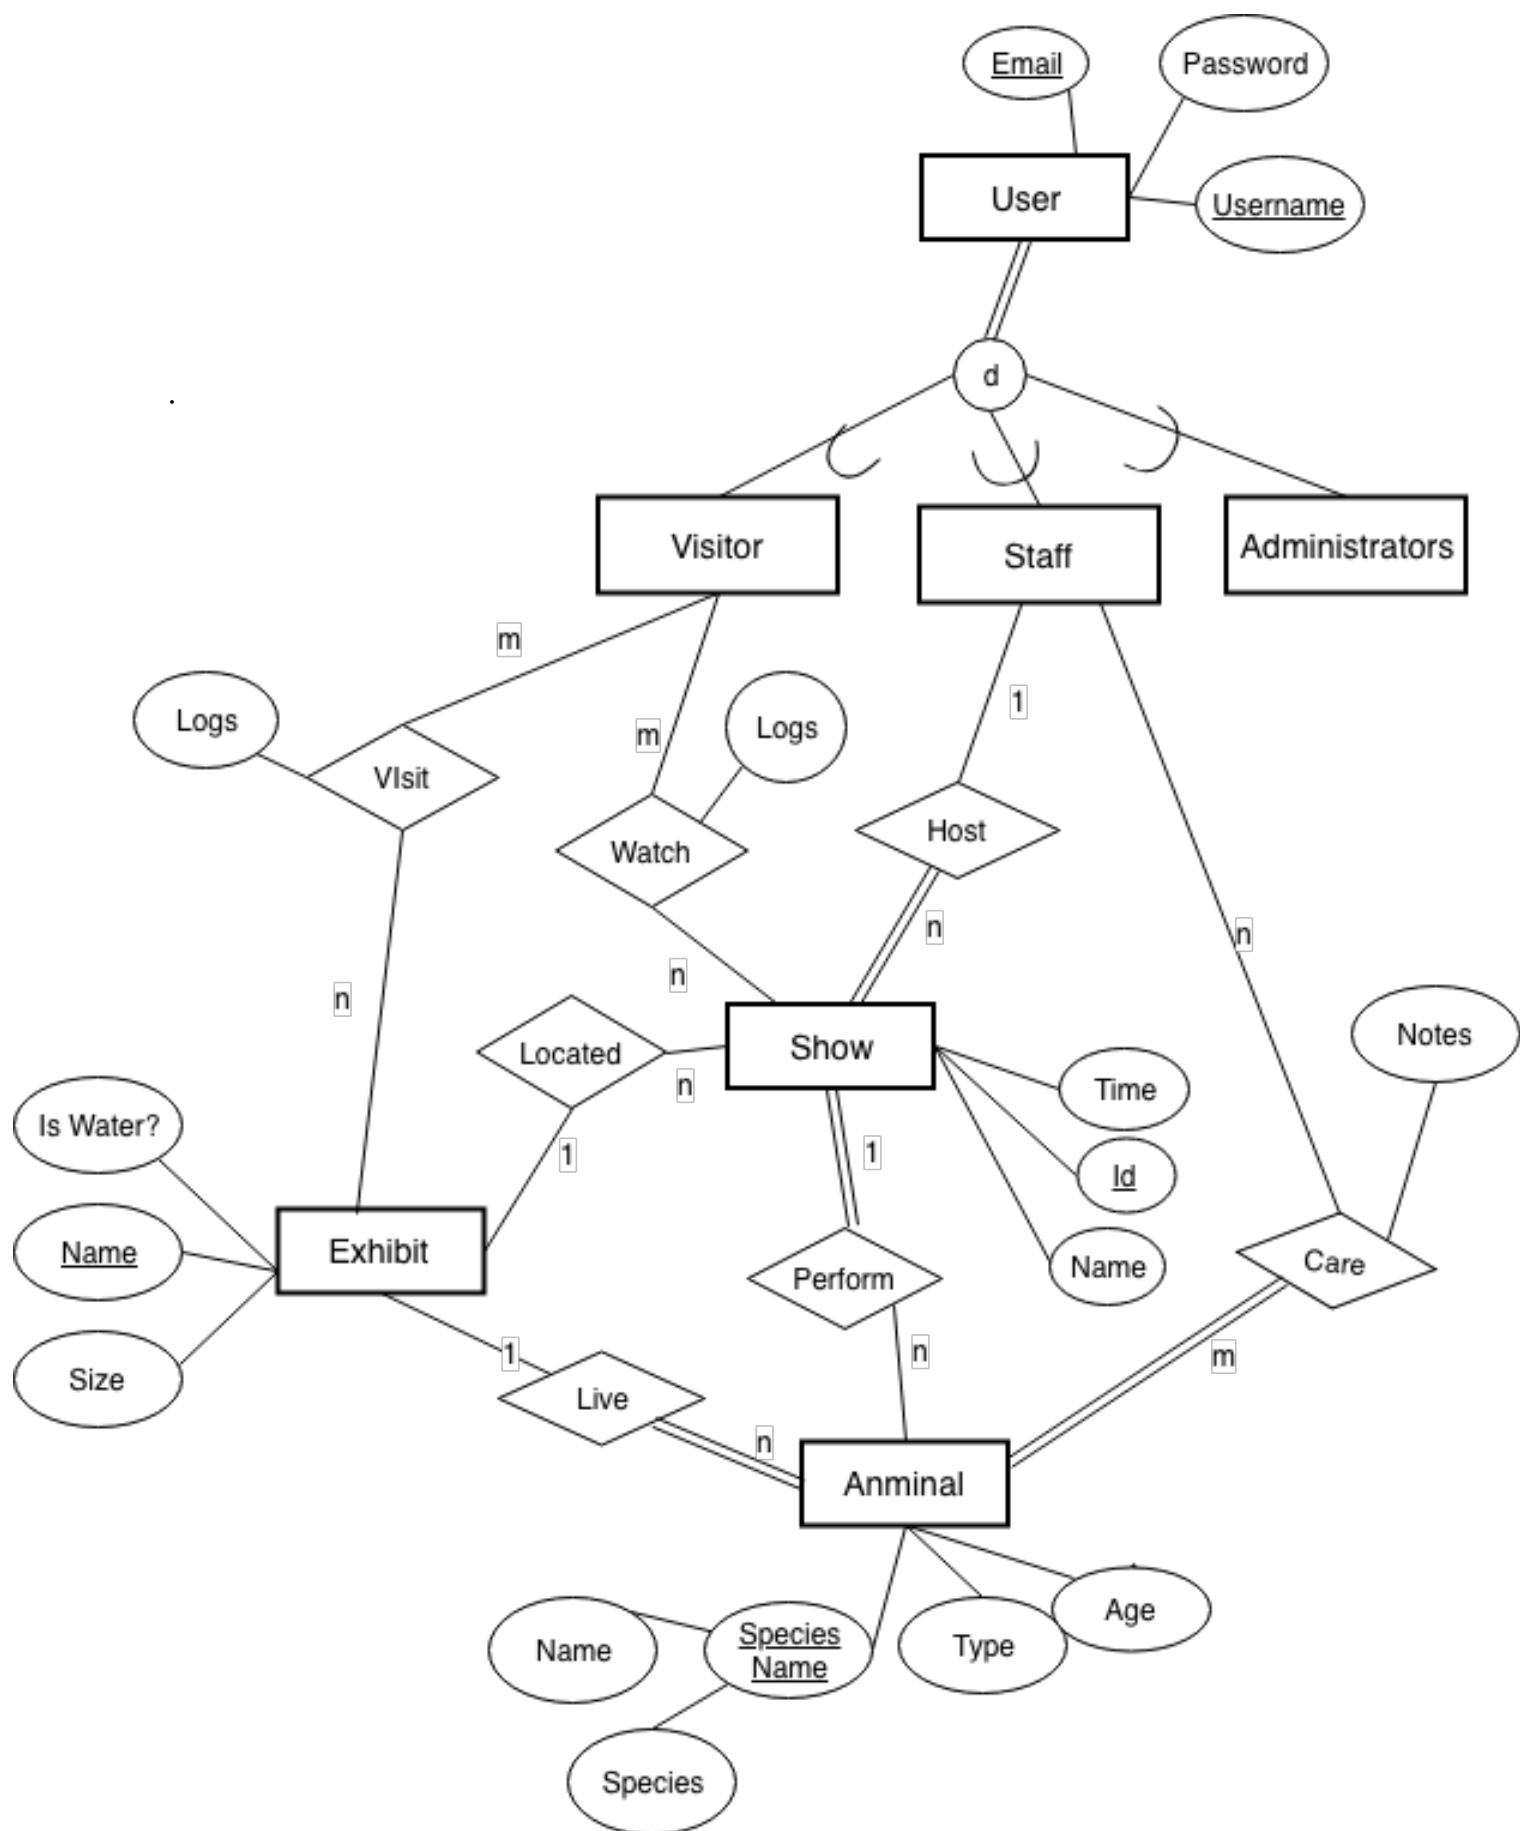 Email
Password
User
Username
d
Visitor
Staff
Administrators
m
1
Logs
Logs
m
VIsit
Host
Watch
n
n
n
n
Notes
Located
Show
n
Time
Is Water?
1
1
Id
Name
Exhibit
Perform
Name
Care
Size
1
n
m
Live
n
Anminal
Name
Species
Name
Type
Age
Species